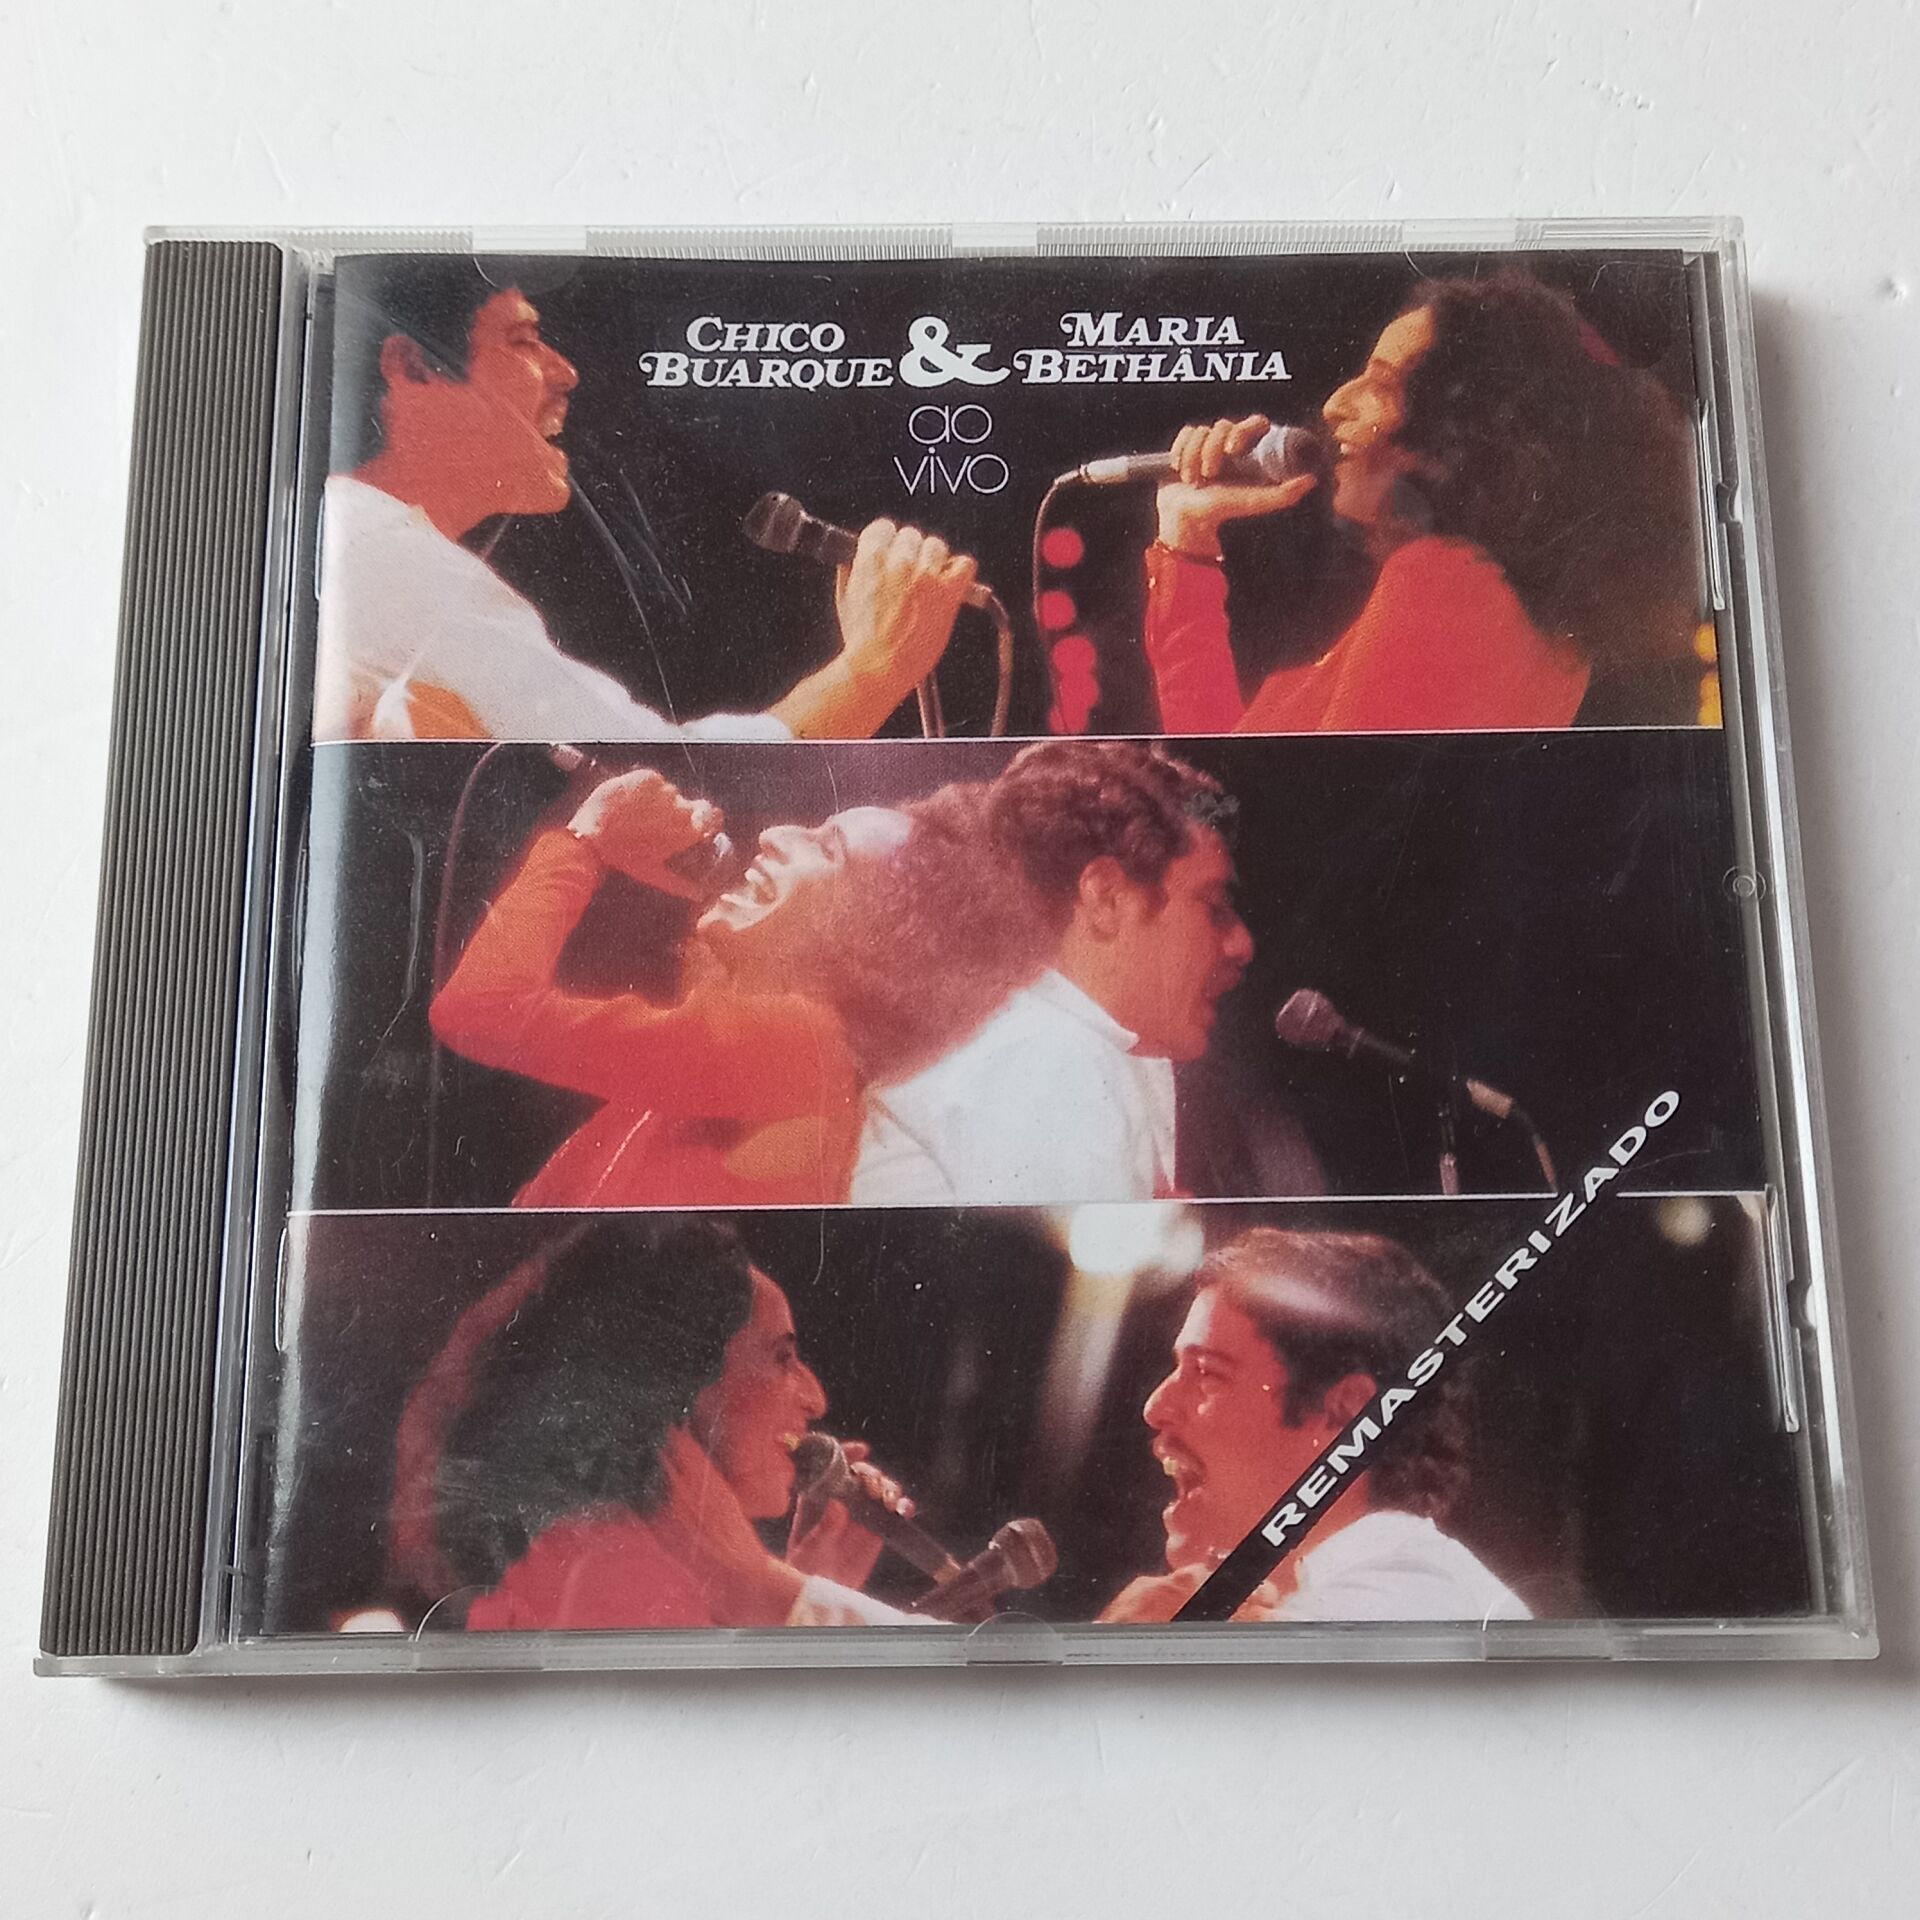 CHICO
BUARQUE
&
MARIA
BETHÂNIA
ao
vivo
REMASTERIZADO